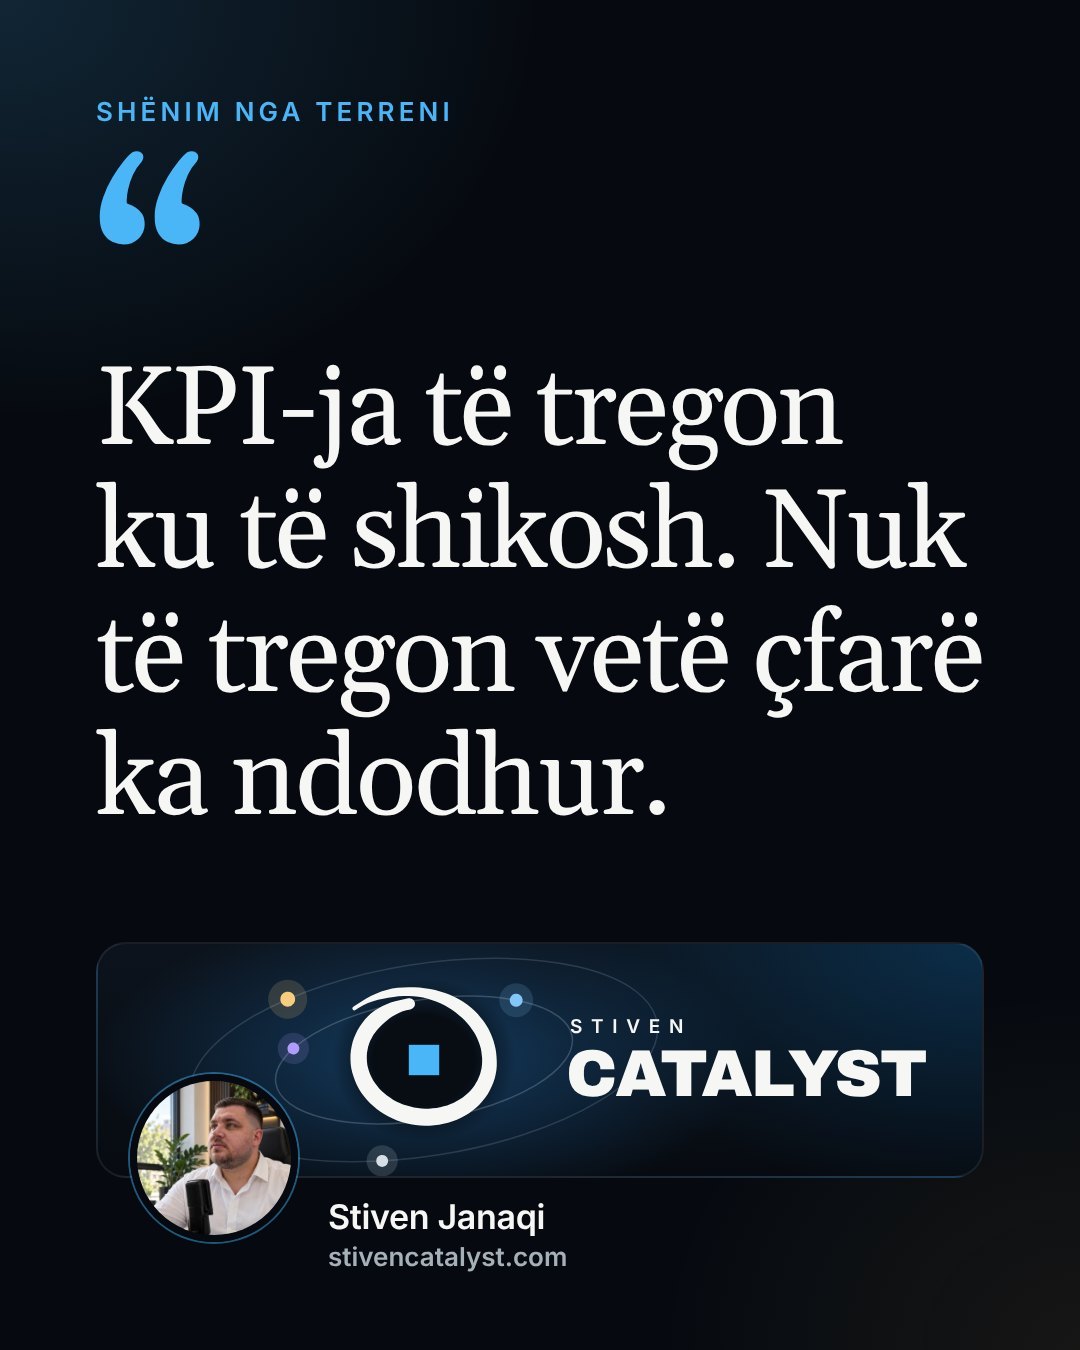 SHËNIM NGA TERRENI
“
KPI-ja të tregon
ku të shikosh. Nuk
të tregon vetë çfarë
ka ndodhur.
STIVEN
CATALYST
Stiven Janaqi
stivencatalyst.com